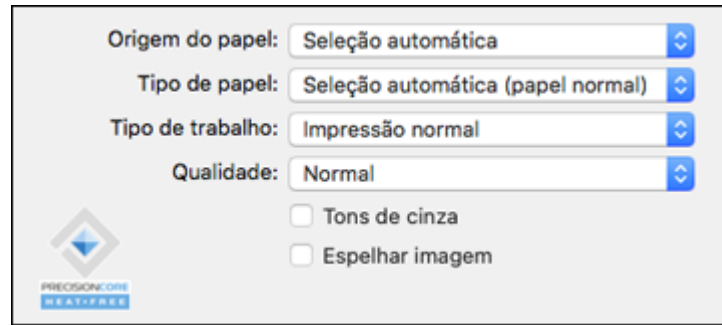 Origem do papel: Seleção automática
Tipo de papel: Seleção automática (papel normal)
Tipo de trabalho: Impressão normal
Qualidade: Normal
Tons de cinza
Espelhar imagem
PRECISIONCORE
HEAT-FREE